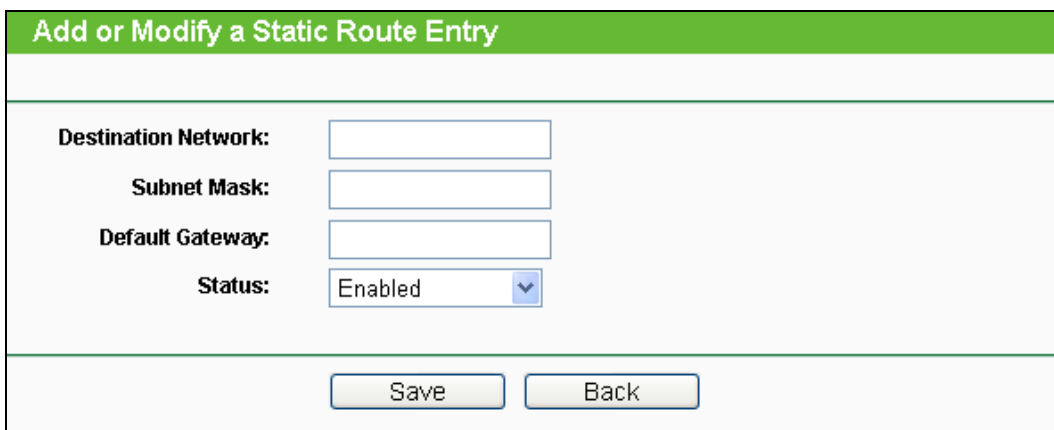 Add or Modify a Static Route Entry
Destination Network:
Subnet Mask:
Default Gateway:
Status: Enabled
Save Back